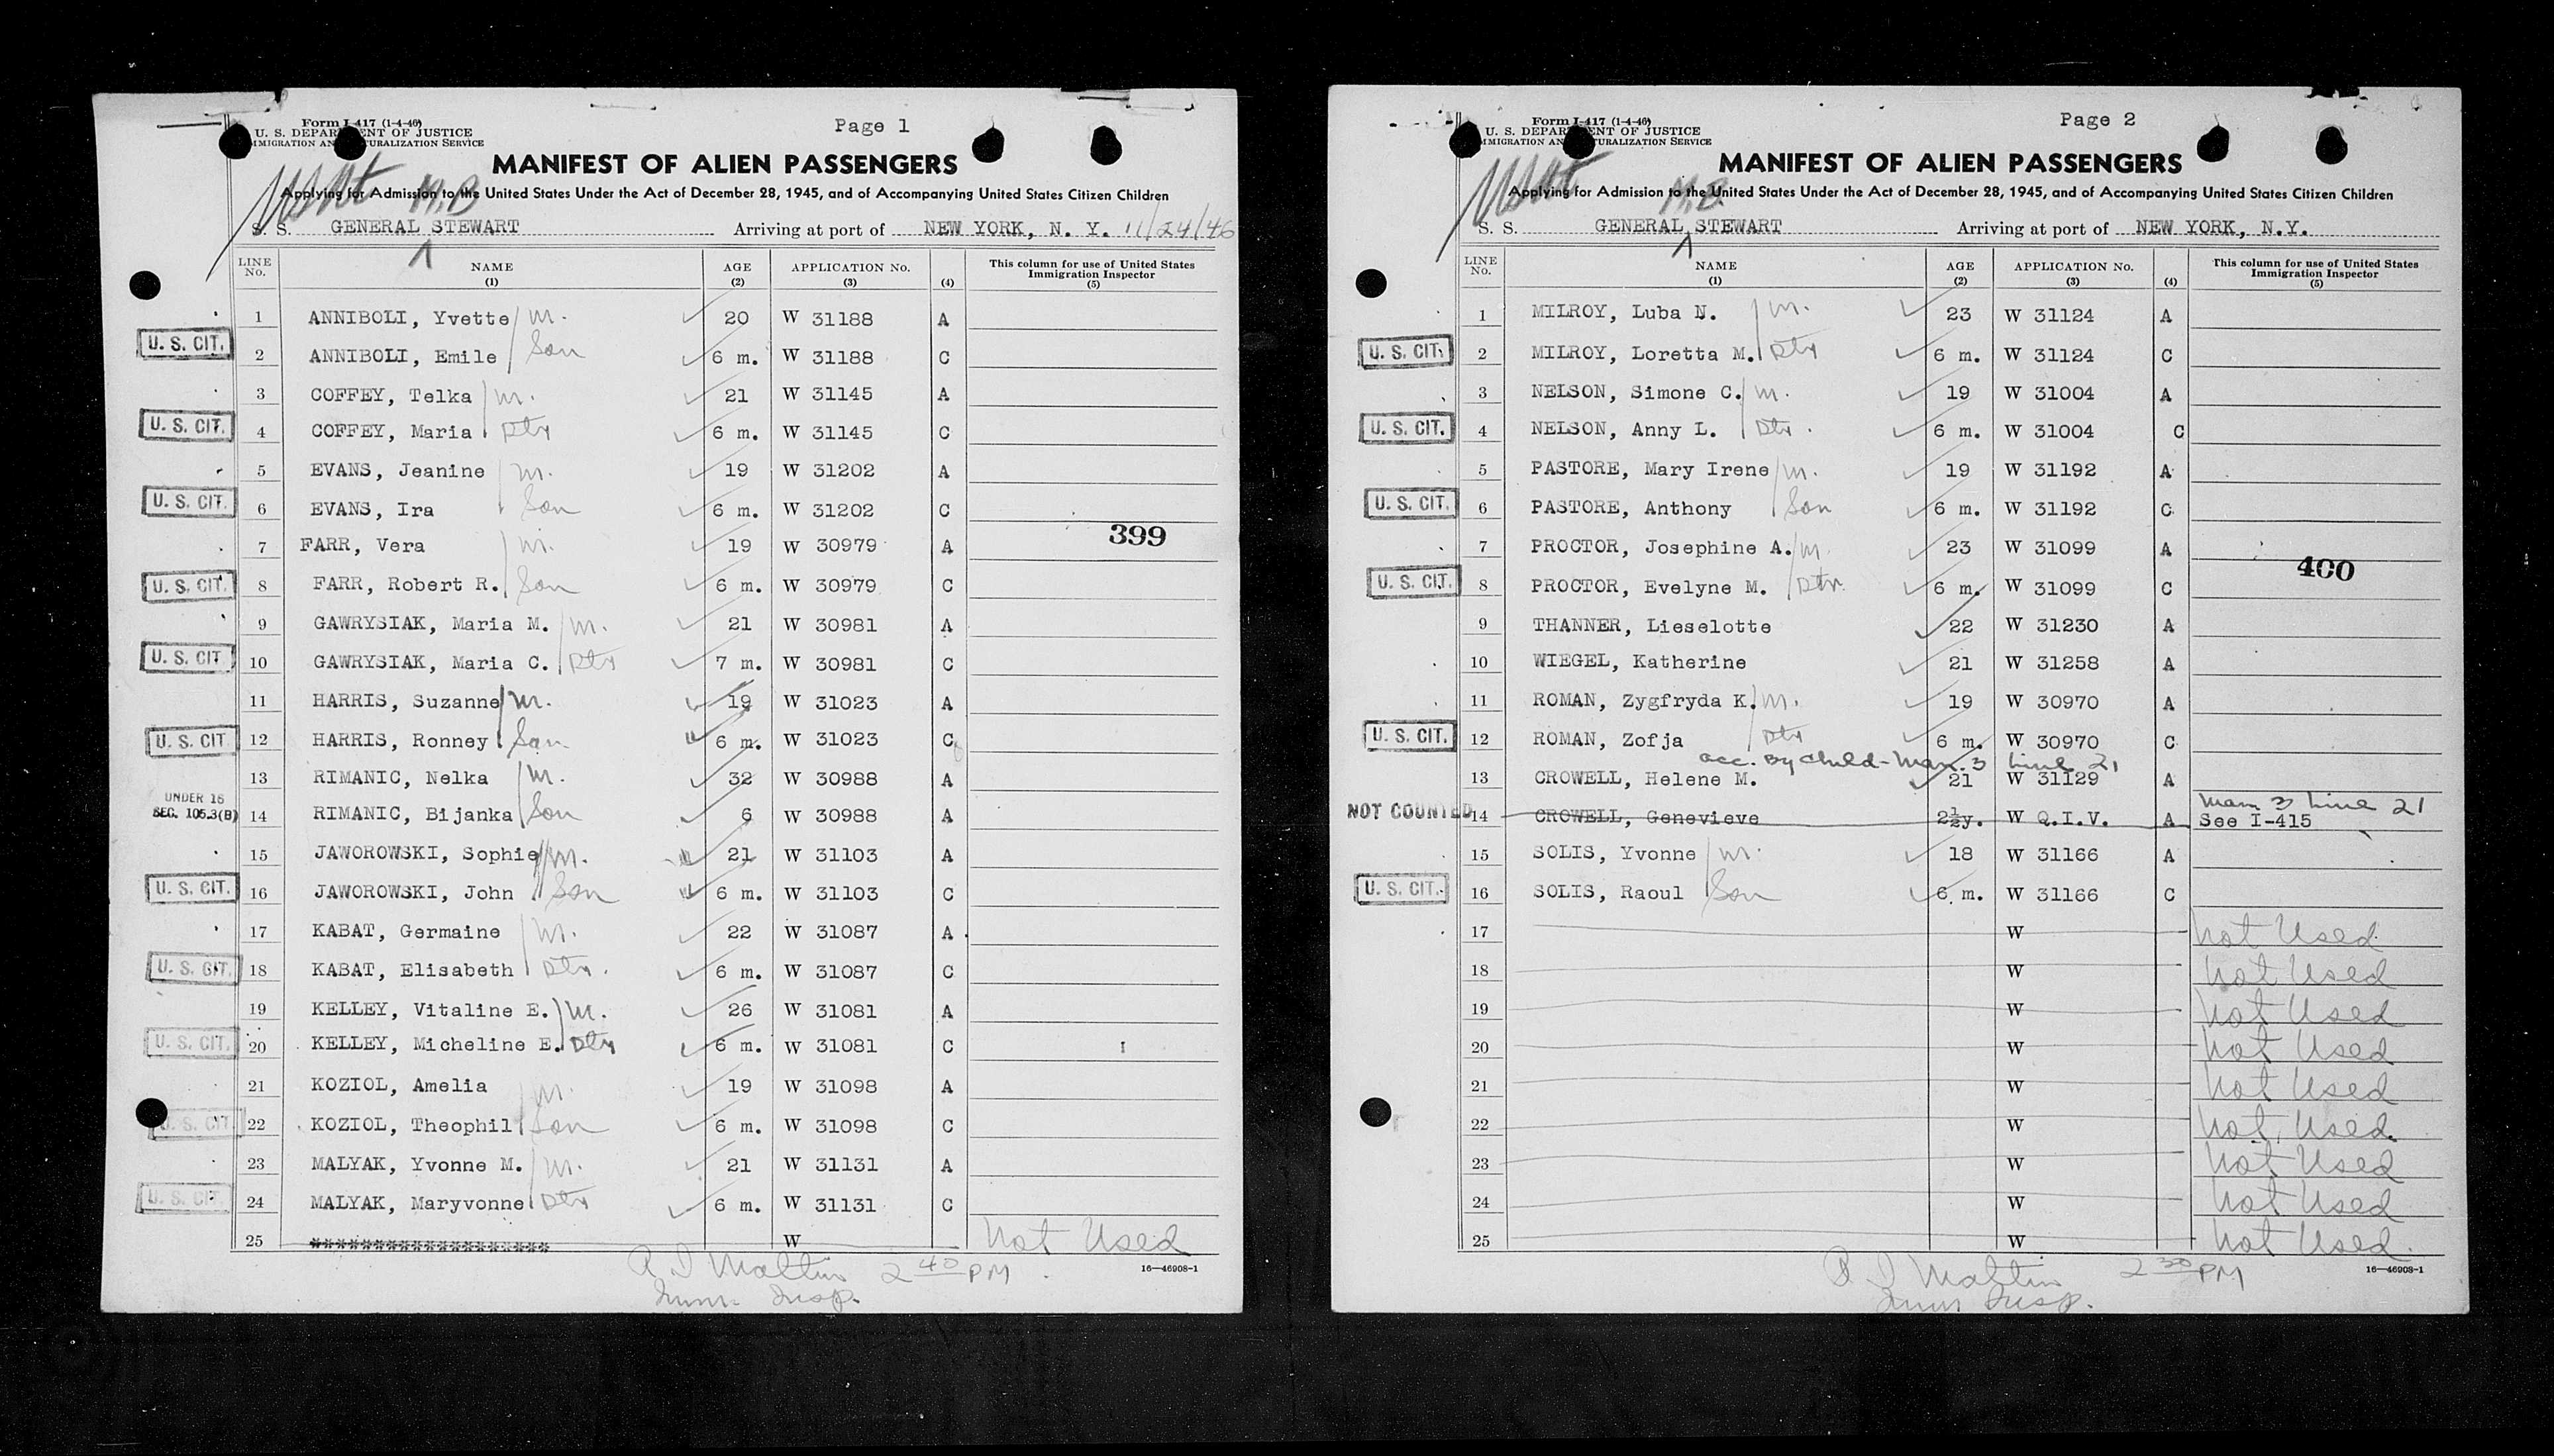 Page 1
Form I-417 (1-4-46)
U. S. DEPARTMENT OF JUSTICE
IMMIGRATION AND NATURALIZATION SERVICE
MANIFEST OF ALIEN PASSENGERS
Applying for Admission to the United States Under the Act of December 28, 1945, and of Accompanying United States Citizen Children
M.B
S. S. GENERAL STEWART Arriving at port of NEW YORK, N. Y. 11/24/46
LINE No. NAME (1) AGE (2) APPLICATION No. (3) (4) This column for use of United States Immigration Inspector (5)
1 ANNIBOLI, Yvette m. 20 W 31188 A
U. S. CIT. 2 ANNIBOLI, Emile Son 6 m. W 31188 C
3 COFFEY, Telka m. 21 W 31145 A
U. S. CIT. 4 COFFEY, Maria Dtr 6 m. W 31145 C
5 EVANS, Jeanine m. 19 W 31202 A
U. S. CIT. 6 EVANS, Ira Son 6 m. W 31202 C
399
7 FARR, Vera m. 19 W 30979 A
U. S. CIT. 8 FARR, Robert R. Son 6 m. W 30979 C
9 GAWRYSIAK, Maria M. m. 21 W 30981 A
U. S. CIT 10 GAWRYSIAK, Maria C. Dtr 7 m. W 30981 C
11 HARRIS, Suzanne m. 19 W 31023 A
U. S. CIT 12 HARRIS, Ronney Son 6 m. W 31023 C
13 RIMANIC, Nelka m. 32 W 30988 A
UNDER 16
SEC. 105.3(B) 14 RIMANIC, Bijanka Son 6 W 30988 A
15 JAWOROWSKI, Sophie m. 21 W 31103 A
U. S. CIT. 16 JAWOROWSKI, John Son 6 m. W 31103 C
17 KABAT, Germaine m. 22 W 31087 A
U. S. CIT. 18 KABAT, Elisabeth Dtr. 6 m. W 31087 C
19 KELLEY, Vitaline E. m. 26 W 31081 A
U. S. CIT. 20 KELLEY, Micheline E. Dtr 6 m. W 31081 C
21 KOZIOL, Amelia m. 19 W 31098 A
U. S. CIT. 22 KOZIOL, Theophil Son 6 m. W 31098 C
23 MALYAK, Yvonne M. m. 21 W 31131 A
U. S. CIT. 24 MALYAK, Maryvonne Dtr 6 m. W 31131 C
25 ******************* W Not Used
2 40 PM
Imm. Insp.
16—46908-1
Page 2
Form I-417 (1-4-46)
U. S. DEPARTMENT OF JUSTICE
IMMIGRATION AND NATURALIZATION SERVICE
MANIFEST OF ALIEN PASSENGERS
Applying for Admission to the United States Under the Act of December 28, 1945, and of Accompanying United States Citizen Children
M.B.
S. S. GENERAL STEWART Arriving at port of NEW YORK, N.Y.
LINE No. NAME (1) AGE (2) APPLICATION No. (3) (4) This column for use of United States Immigration Inspector (5)
1 MILROY, Luba N. m. 23 W 31124 A
U. S. CIT. 2 MILROY, Loretta M. Dtr 6 m. W 31124 C
3 NELSON, Simone C. m. 19 W 31004 A
U. S. CIT. 4 NELSON, Anny L. Dtr. 6 m. W 31004 C
5 PASTORE, Mary Irene m. 19 W 31192 A
U. S. CIT. 6 PASTORE, Anthony Son 6 m. W 31192 C
7 PROCTOR, Josephine A. m. 23 W 31099 A
400
U. S. CIT. 8 PROCTOR, Evelyne M. Dtr. 6 m. W 31099 C
9 THANNER, Lieselotte 22 W 31230 A
10 WIEGEL, Katherine 21 W 31258 A
11 ROMAN, Zygfryda K. m. 19 W 30970 A
U. S. CIT. 12 ROMAN, Zofja Dtr 6 m. W 30970 C
acc. By child - Man. 3 Line 21
13 CROWELL, Helene M. 21 W 31129 A
Man 3 Line 21
NOT COUNTED 14 CROWELL, Genevieve 2½y. W Q.I.V. A See I-415
15 SOLIS, Yvonne m. 18 W 31166 A
U. S. CIT. 16 SOLIS, Raoul Son 6 m. W 31166 C
17 W Not Used
18 W Not Used
19 W Not Used
20 W Not Used
21 W Not Used
22 W Not Used
23 W Not Used
24 W Not Used
25 W Not Used
2 30 PM
Imm Insp.
16—46908-1